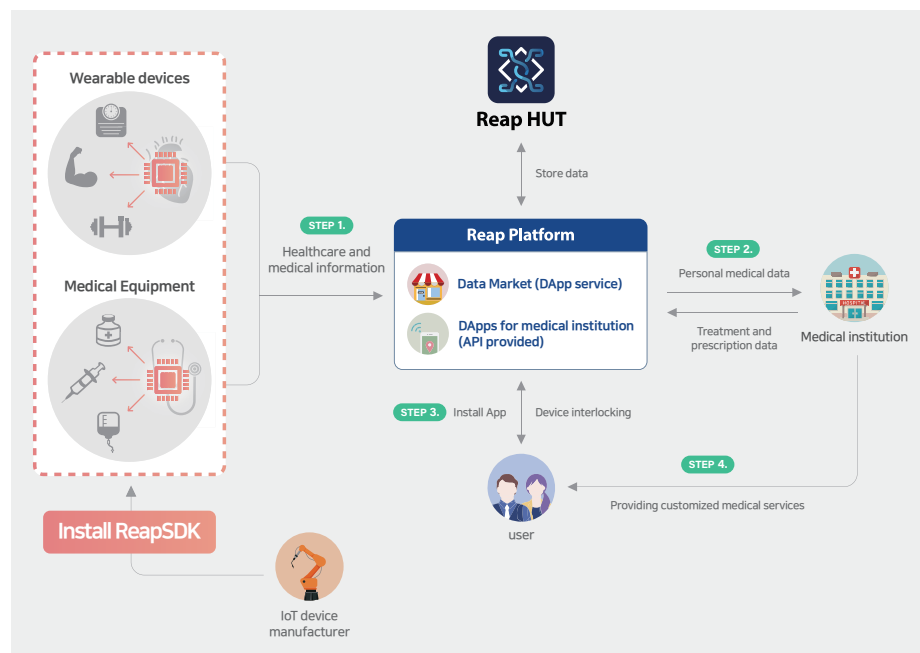 Wearable devices
Medical Equipment
Install ReapSDK
IoT device
manufacturer
STEP 1.
Healthcare and
medical information
Reap HUT
Store data
Reap Platform
Data Market (DApp service)
DApps for medical institution
(API provided)
STEP 2.
Personal medical data
Treatment and
prescription data
HOSPITAL
Medical institution
STEP 3.
Install App
Device interlocking
user
STEP 4.
Providing customized medical services